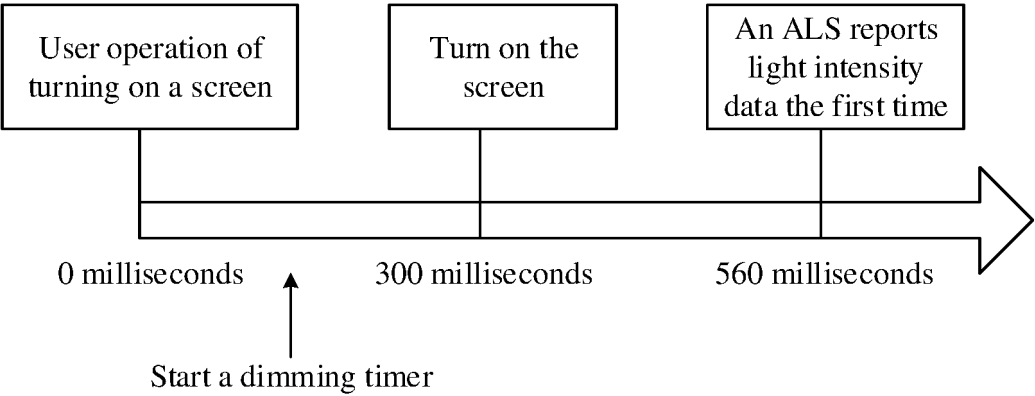 User operation of
turning on a screen
Turn on the
screen
An ALS reports
light intensity
data the first time
0 milliseconds
300 milliseconds
560 milliseconds
Start a dimming timer